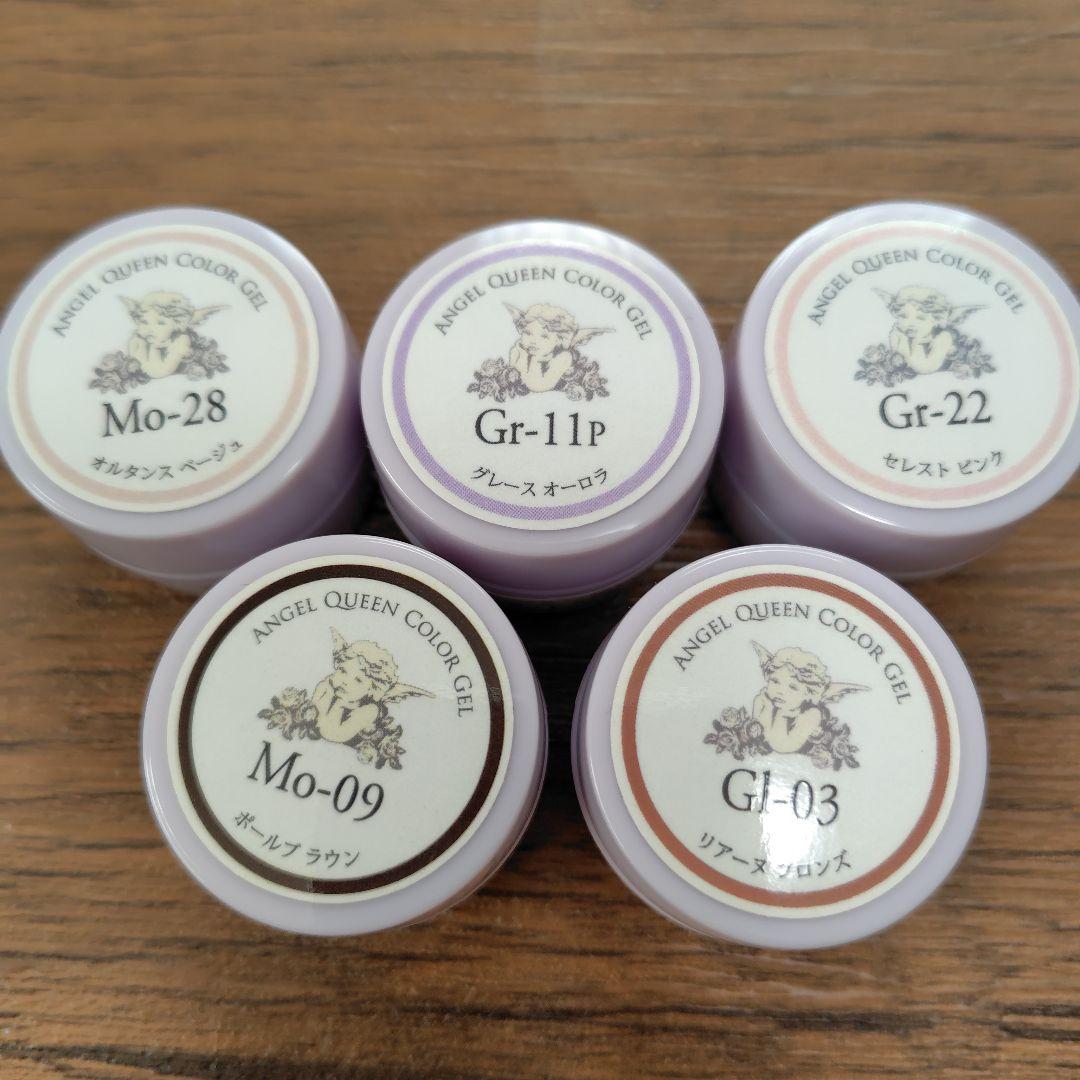 ANGEL QUEEN COLOR GEL
Mo-28
オルタンス ベージュ
ANGEL QUEEN COLOR GEL
Gr-11P
グレース オーロラ
ANGEL QUEEN COLOR GEL
Gr-22
セレスト ピンク
ANGEL QUEEN COLOR GEL
Mo-09
ポールブ ラウン
ANGEL QUEEN COLOR GEL
Gl-03
リアーヌ ブロンズ